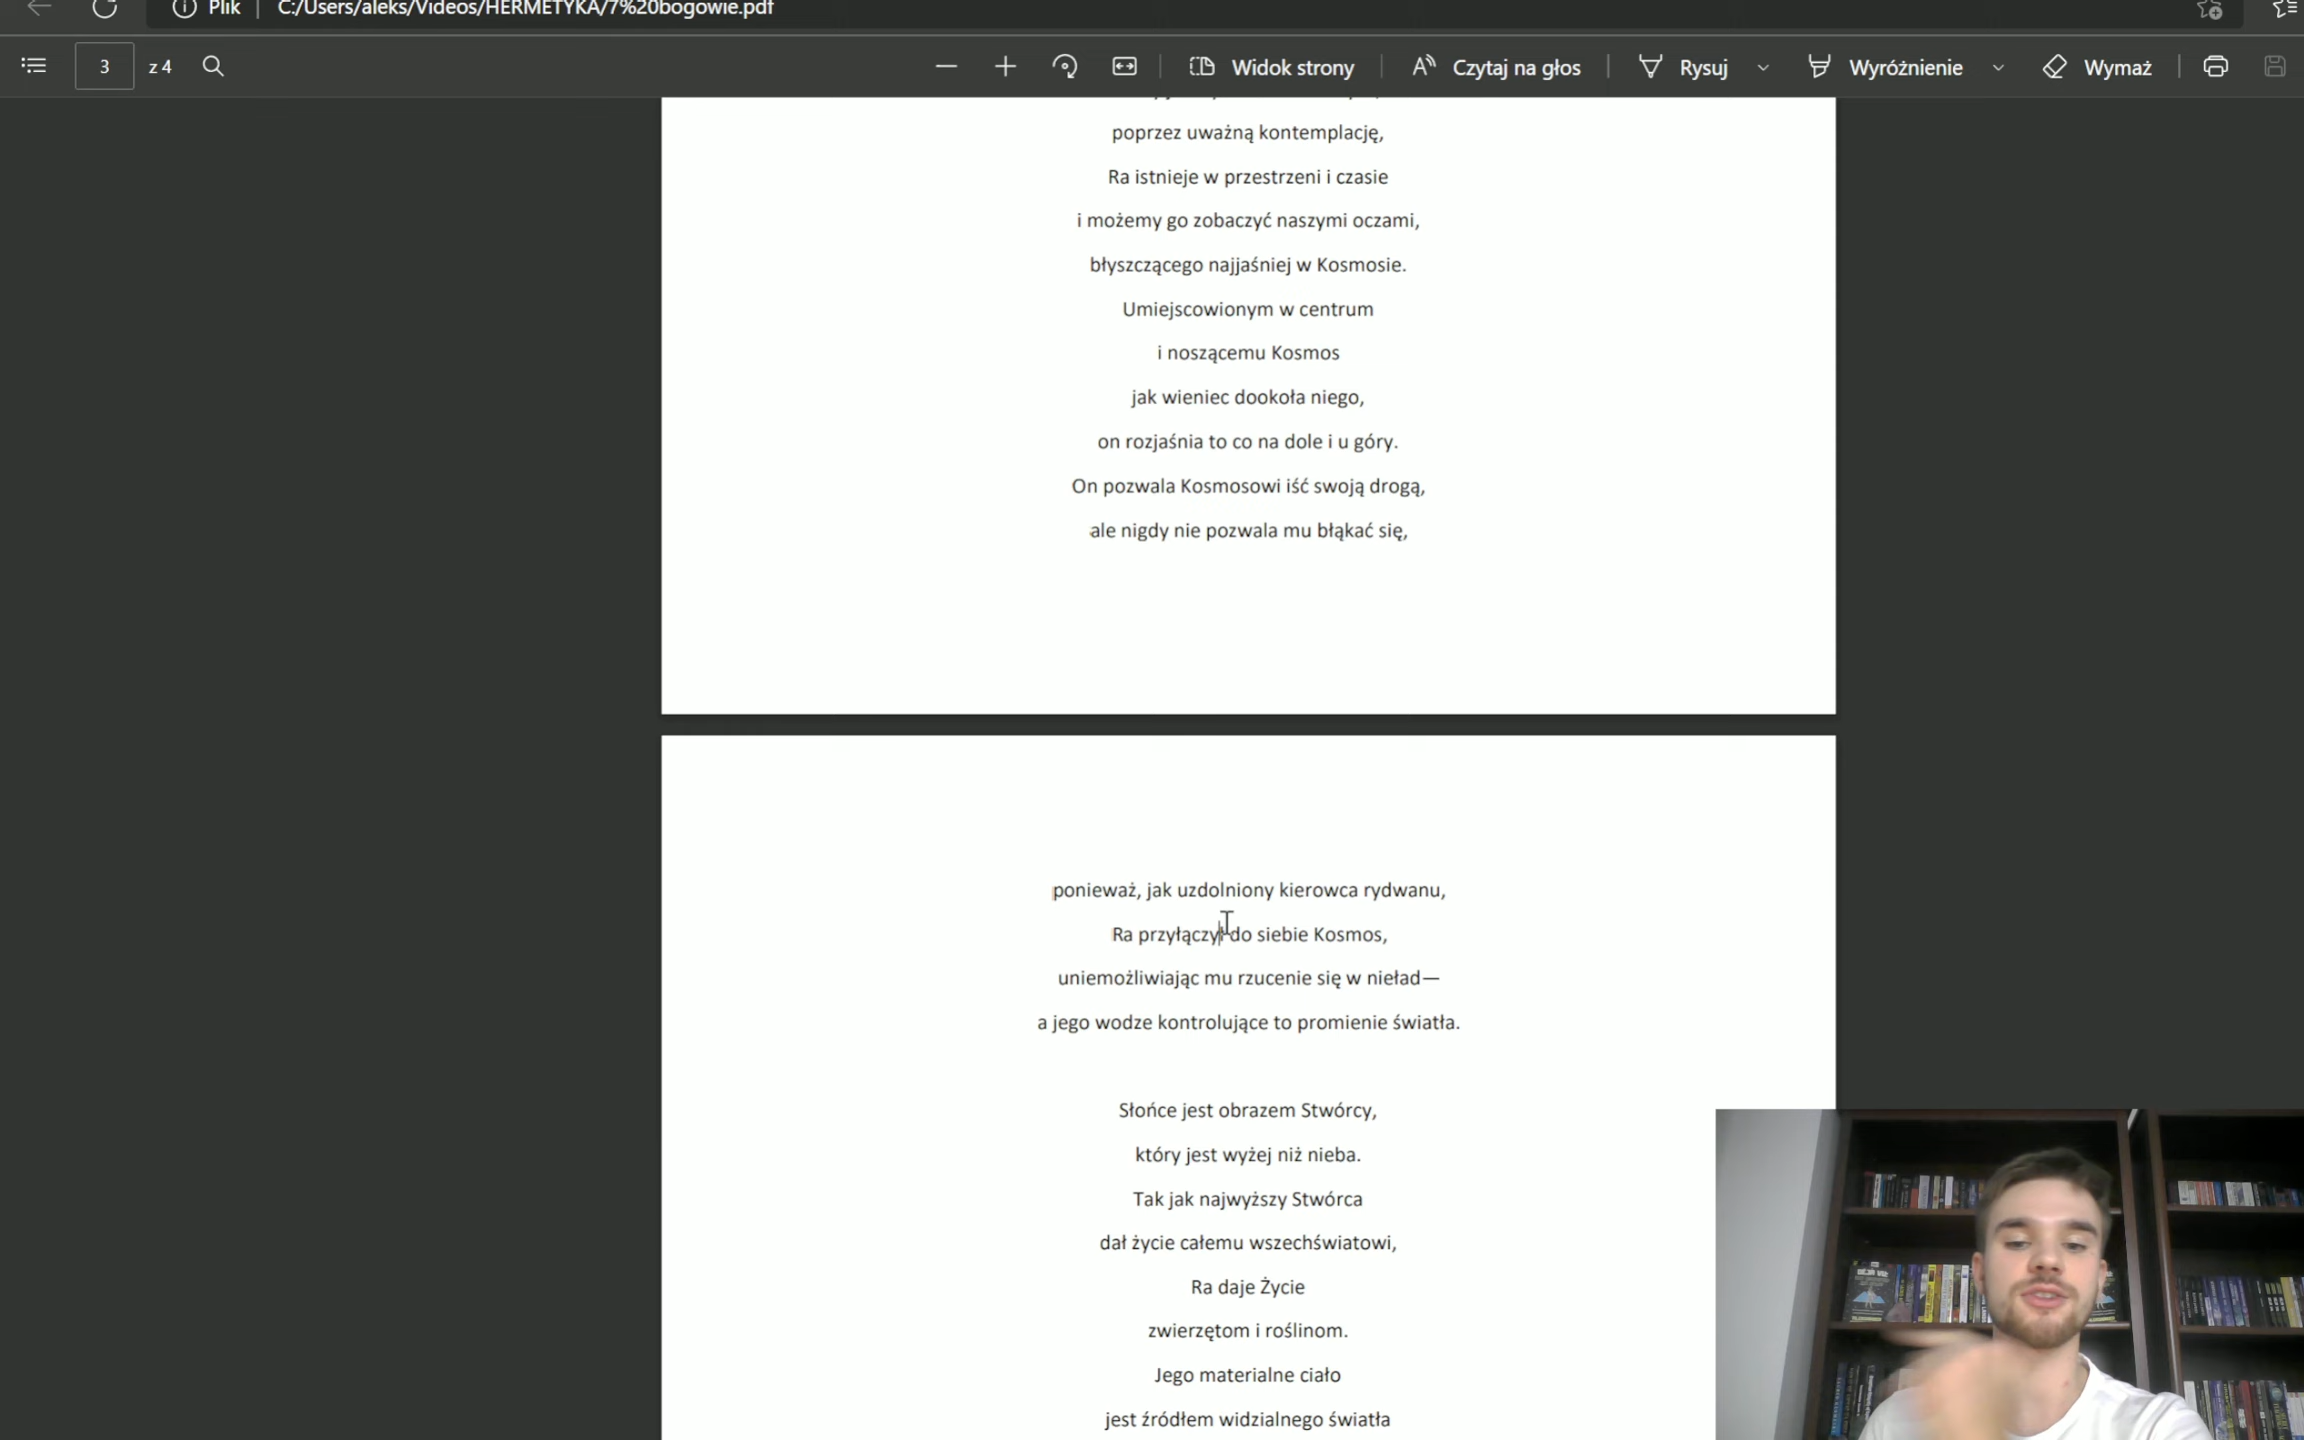 Plik
C:/Users/aleks/Videos/HERMETYKA/7%20bogowie.pdf
3 z 4
Widok strony
Czytaj na głos
Rysuj
Wyróżnienie
Wymaż
poprzez uważną kontemplację,
Ra istnieje w przestrzeni i czasie
i możemy go zobaczyć naszymi oczami,
błyszczącego najjaśniej w Kosmosie.
Umiejscowionym w centrum
i noszącemu Kosmos
jak wieniec dookoła niego,
on rozjaśnia to co na dole i u góry.
On pozwala Kosmosowi iść swoją drogą,
ale nigdy nie pozwala mu błąkać się,
ponieważ, jak uzdolniony kierowca rydwanu,
Ra przyłączył do siebie Kosmos,
uniemożliwiając mu rzucenie się w nieład—
a jego wodze kontrolujące to promienie światła.
Słońce jest obrazem Stwórcy,
który jest wyżej niż nieba.
Tak jak najwyższy Stwórca
dał życie całemu wszechświatowi,
Ra daje Życie
zwierzętom i roślinom.
Jego materialne ciało
jest źródłem widzialnego światła